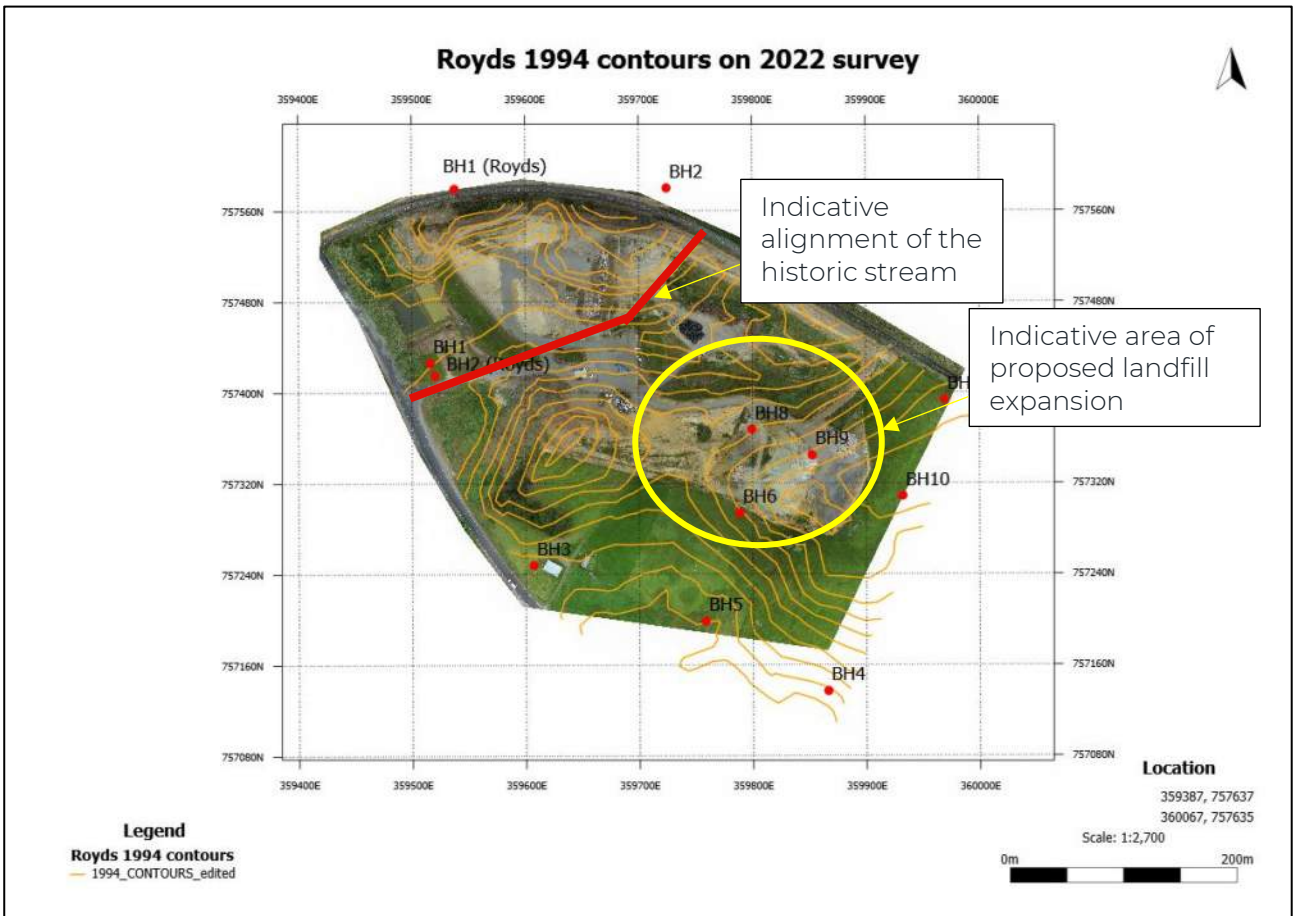 Royds 1994 contours on 2022 survey
359400E 359500E 359600E 359700E 359800E 359900E 360000E
BH1 (Royds)
BH2
Indicative
alignment of the
historic stream
757560N
757560N
757480N
757480N
Indicative area of
proposed landfill
expansion
BH1
BH2 (Royds)
757400N
BH
BH8
BH9
757320N
757320N
BH10
BH6
BH3
757240N
757240N
BH5
757160N
757160N
BH4
757080N
757080N
359400E 359500E 359600E 359700E 359800E 359900E 360000E
Location
359387, 757637
360067, 757635
Scale: 1:2,700
0m 200m
Legend
Royds 1994 contours
1994_CONTOURS_edited